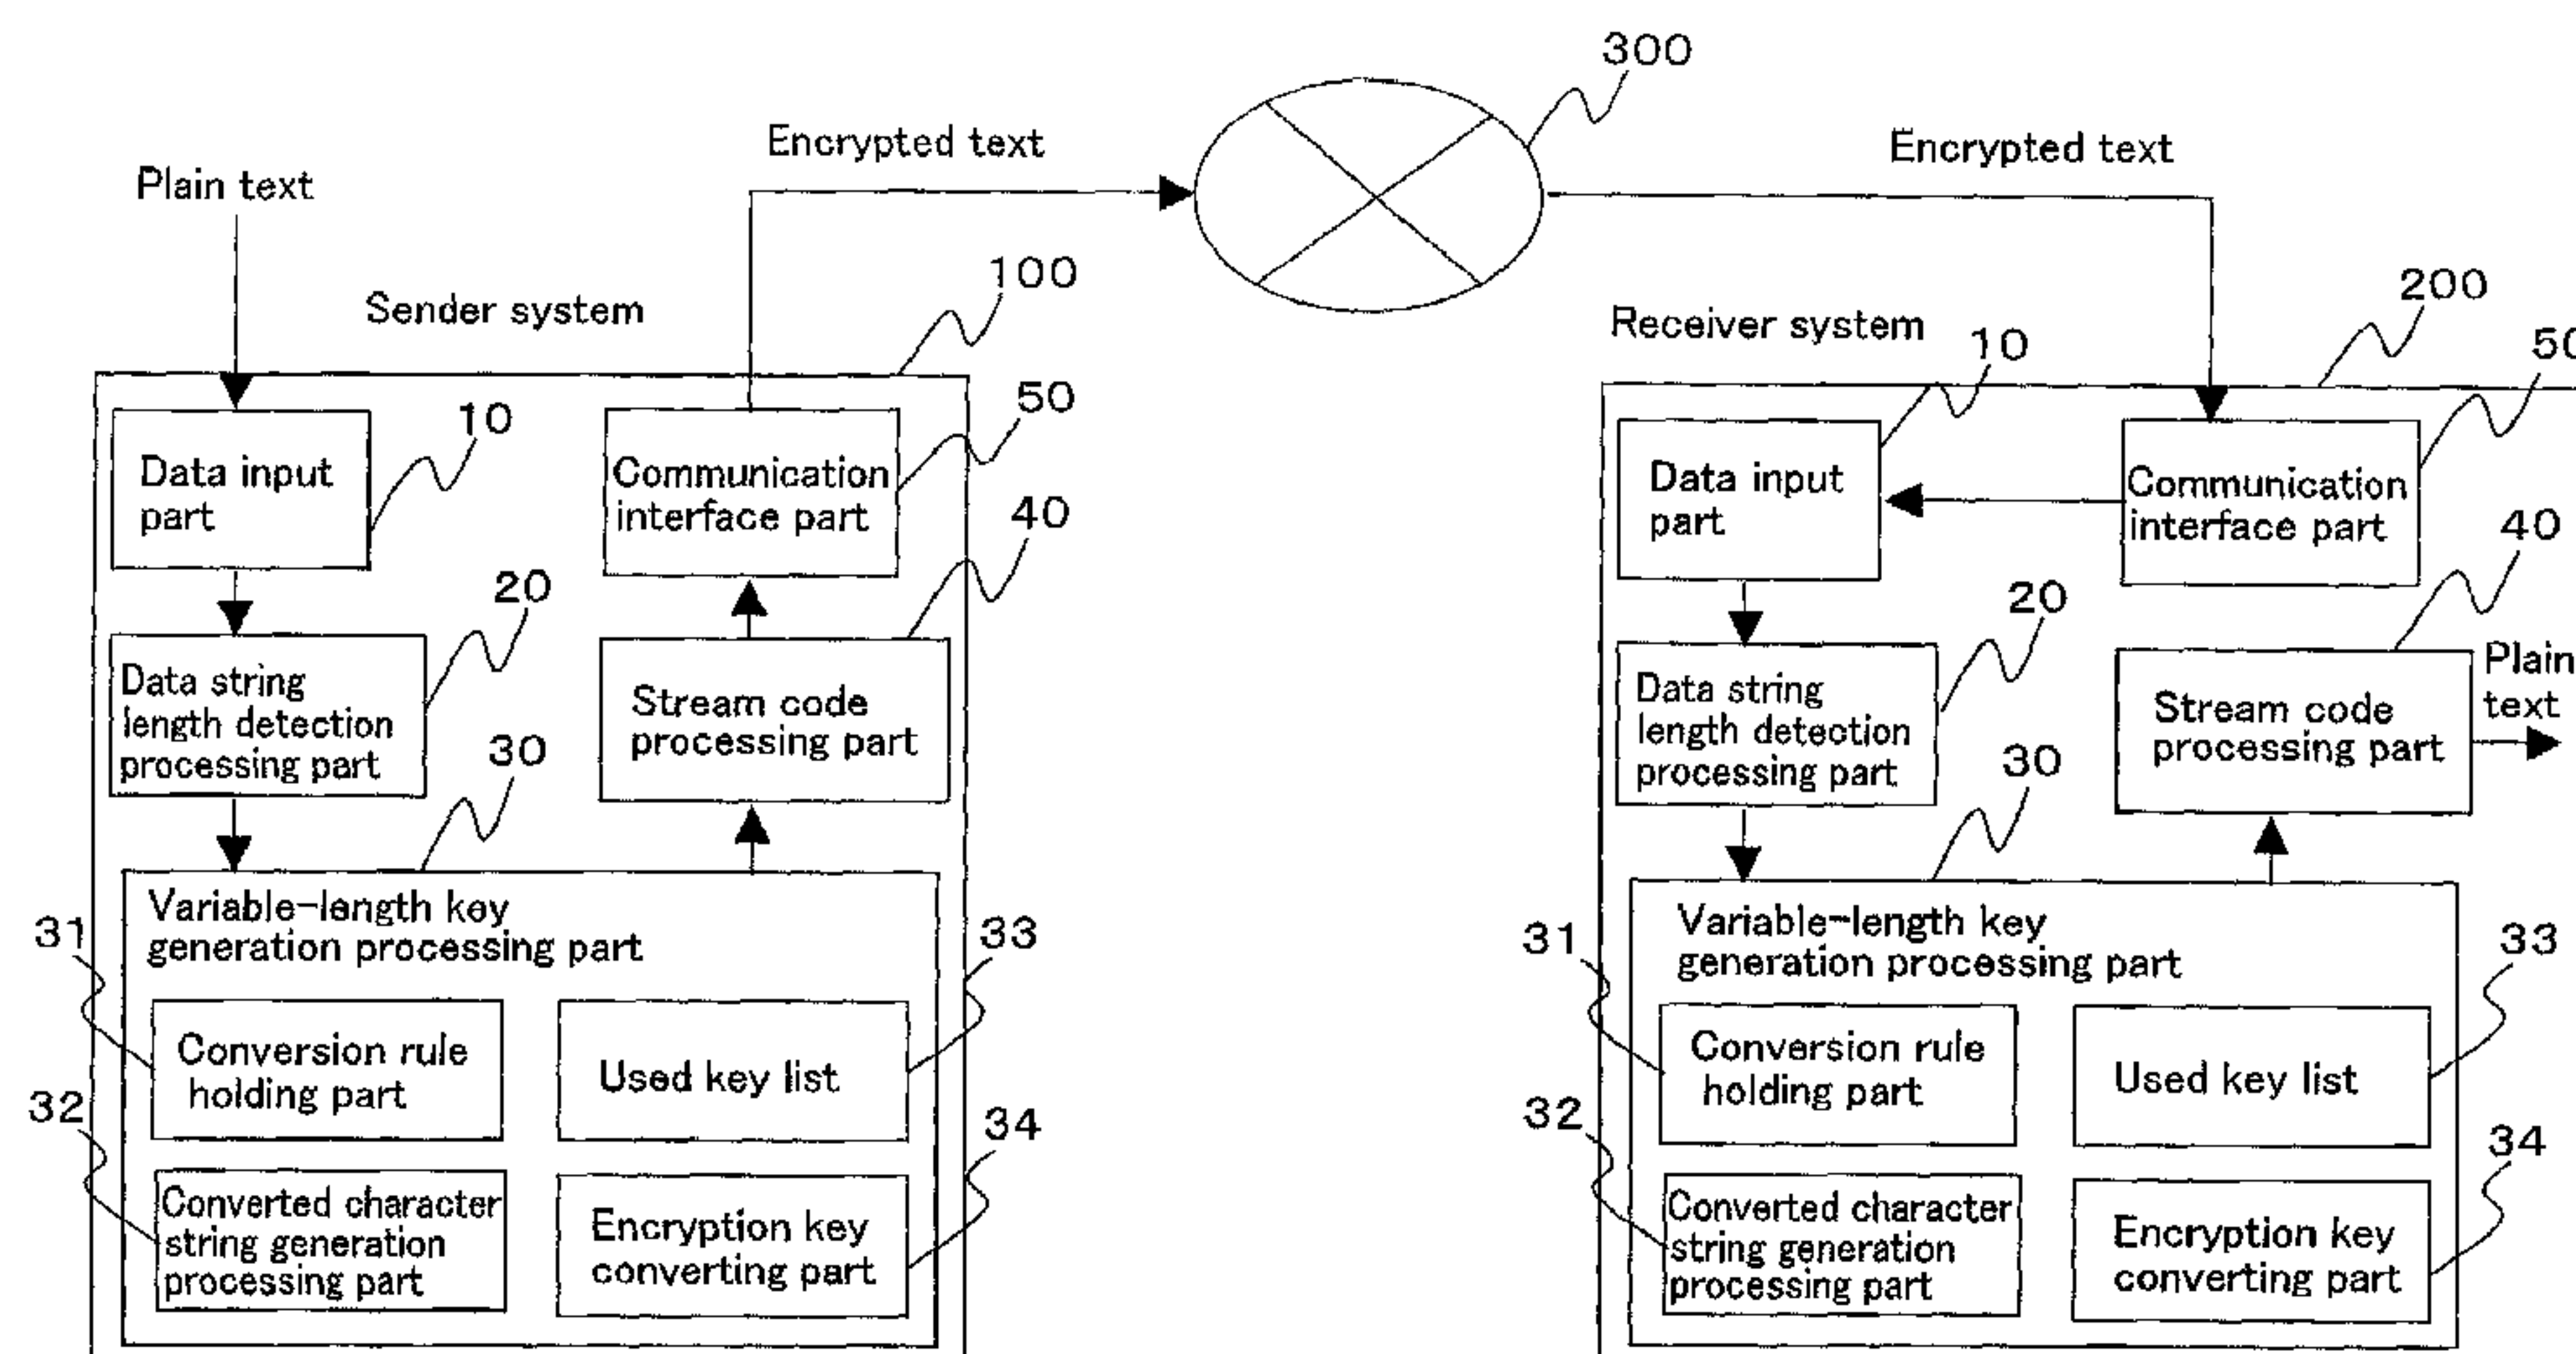 300
Encrypted text
Encrypted text
Plain text
100
Sender system
200
Receiver system
10
50
10
50
Data input
part
Communication
interface part
40
20
Data string
length detection
processing part
Stream code
processing part
30
Variable-length key
generation processing part
31
33
Conversion rule
holding part
Used key list
32
34
Converted character
string generation
processing part
Encryption key
converting part
Data input
part
Communication
interface part
40
20
Plain
text
Data string
length detection
processing part
Stream code
processing part
30
Variable-length key
generation processing part
31
33
Conversion rule
holding part
Used key list
32
34
Converted character
string generation
processing part
Encryption key
converting part